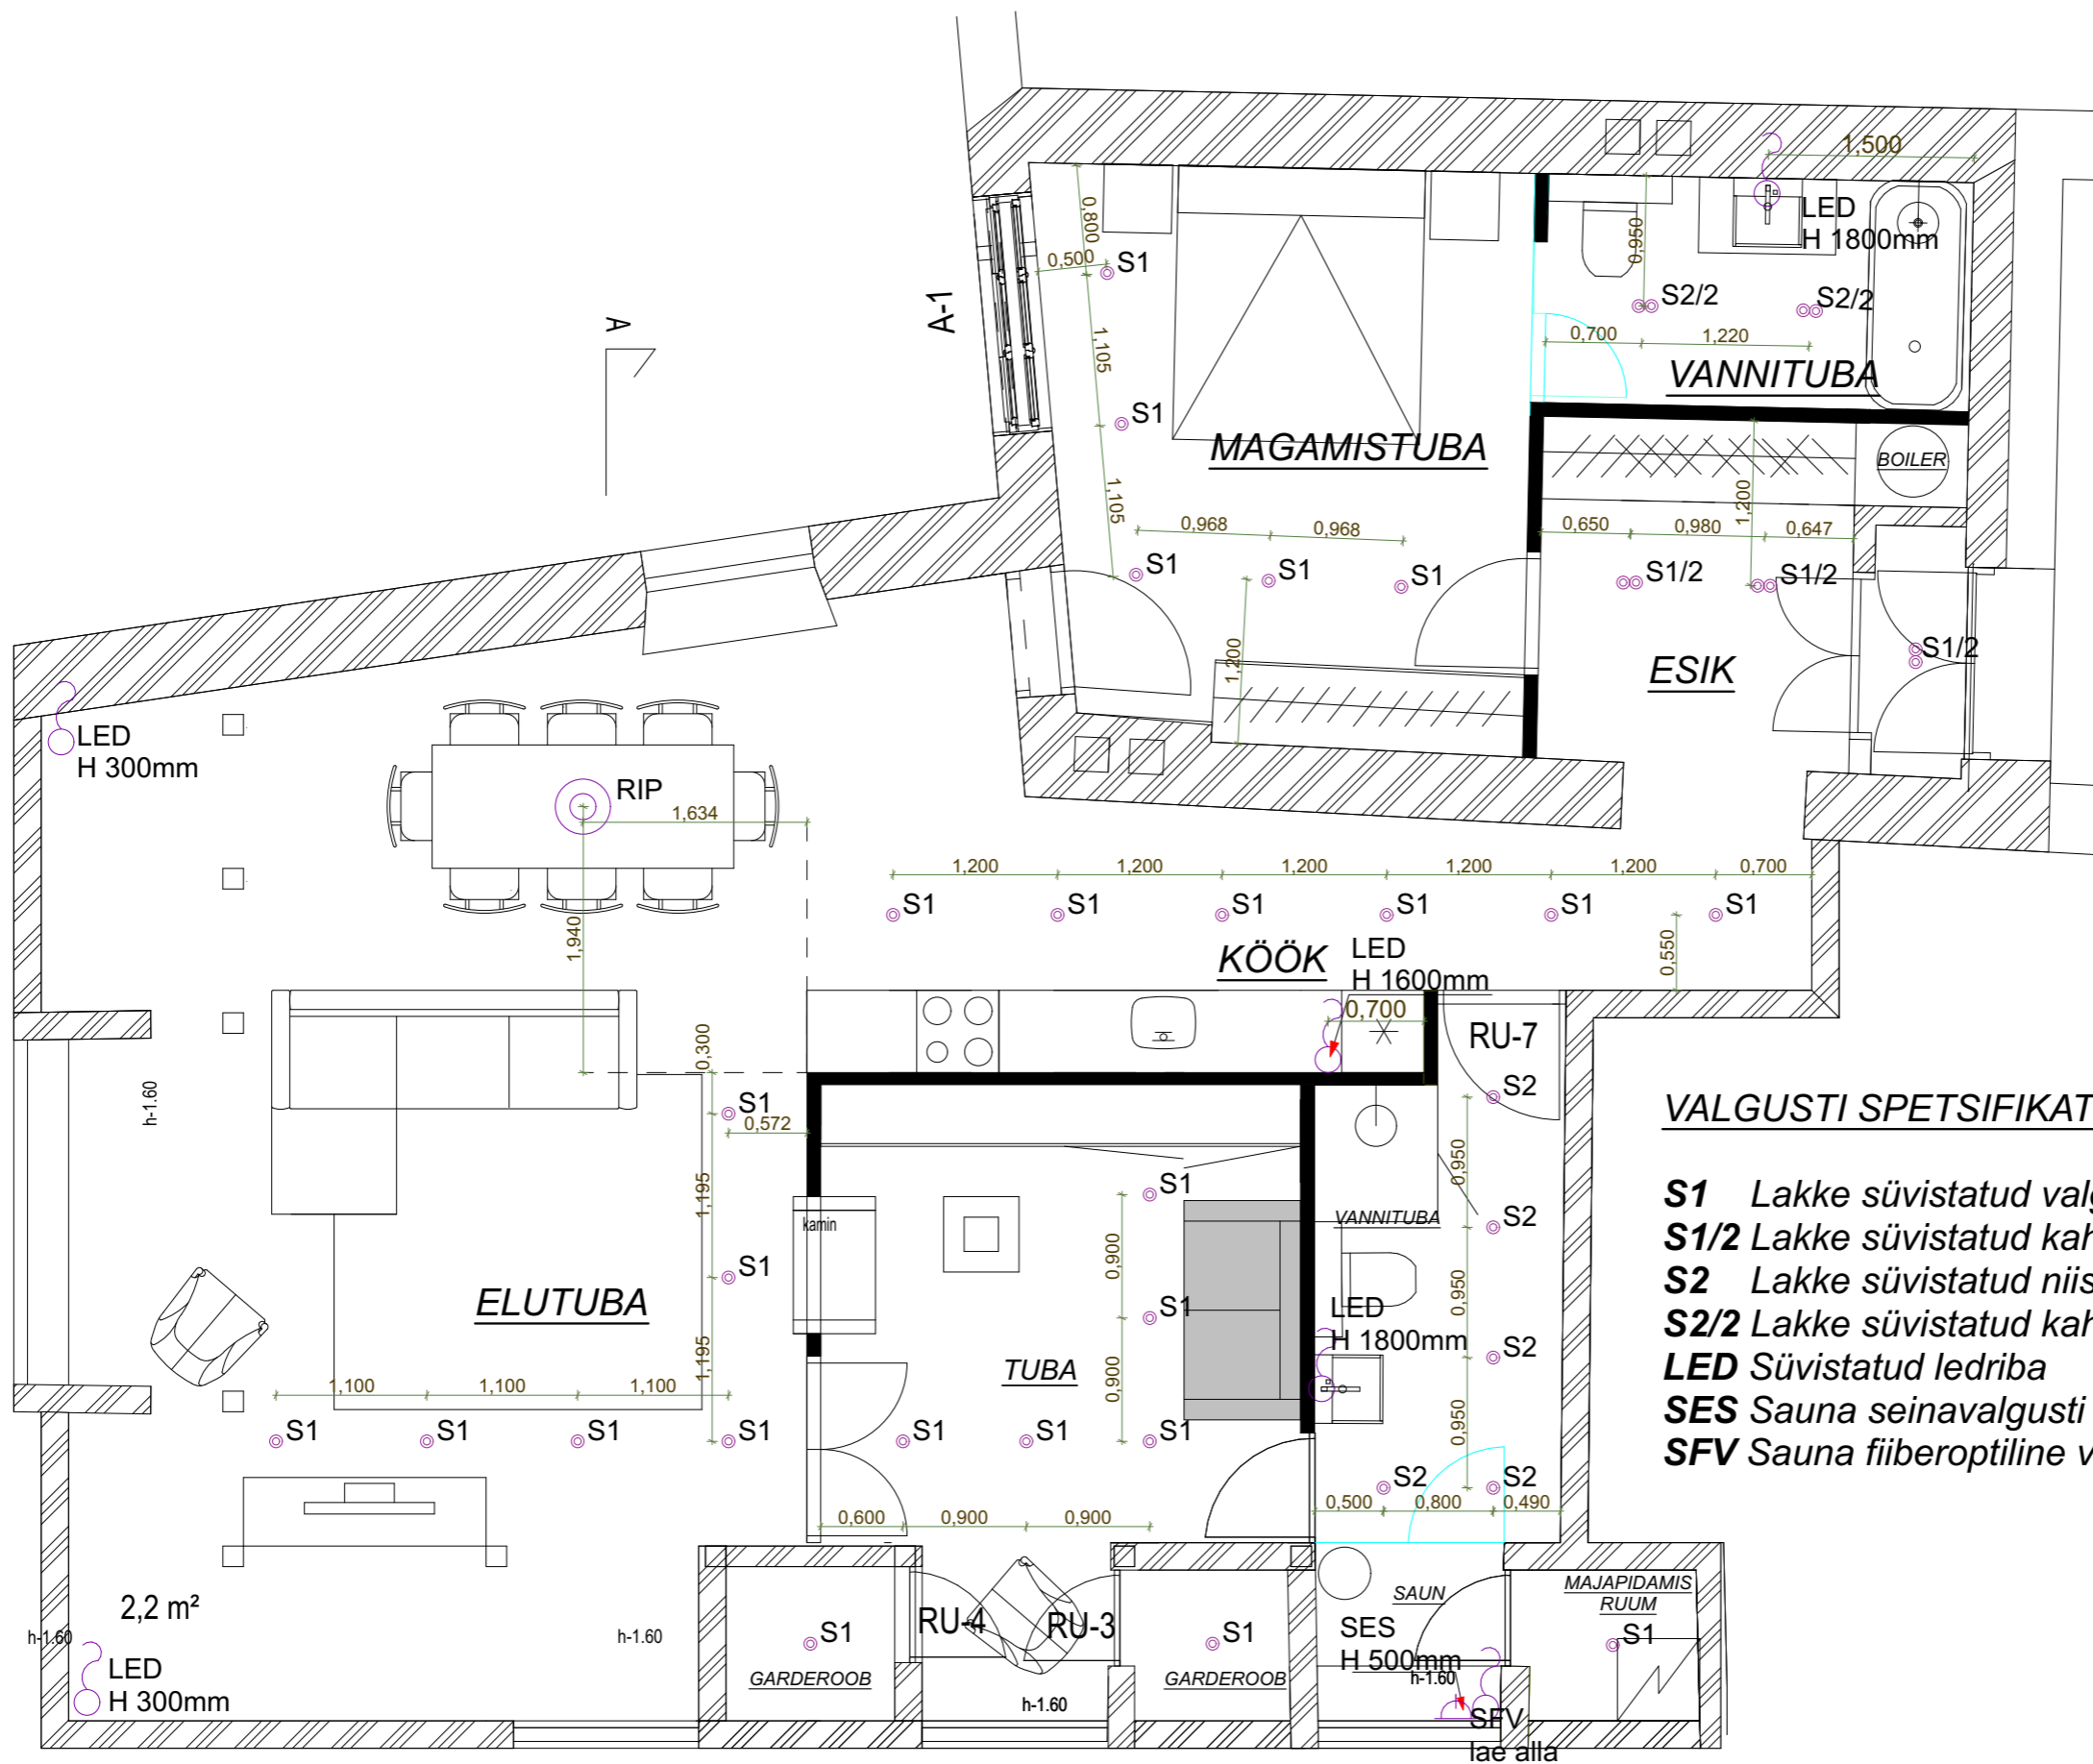 1,500
LED
H 1800mm
0,800
0,500
S1
0,950
S2/2
S2/2
A
A-1
1,105
0,700
1,220
VANNITUBA
S1
MAGAMISTUBA
BOILER
1,105
1,200
0,968
0,968
0,650
0,980
0,647
S1
S1
S1
S1/2
S1/2
1,200
S1/2
ESIK
LED
H 300mm
RIP
1,634
1,200
1,200
1,200
1,200
1,200
0,700
S1
S1
S1
S1
S1
S1
1,940
0,550
KÖÖK
LED
H 1600mm
0,700
RU-7
0,300
h-1.60
S1
0,572
S2
VALGUSTI SPETSIFIKAT
0,950
1,195
S1
S1 Lakke süvistatud
kamin
VANNITUBA
S2
S1/2 Lakke süvistatud
0,900
S1
S2 Lakke süvistatud
ELUTUBA
S1
0,950
LED
H 1800mm
S2/2 Lakke süvistatud
1,195
TUBA
0,900
S2
LED Süvistatud ledriba
1,100
1,100
1,100
0,950
SES Sauna seinavalgusti
S1
S1
S1
S1
S1
S1
S1
SFV Sauna fiiberoptiline
S2
S2
0,600
0,900
0,900
0,500
0,800
0,490
2,2 m²
h-1.60
h-1.60
S1
RU-4
RU-3
S1
SAUN
MAJAPIDAMIS
RUUM
SES
H 500mm
S1
LED
H 300mm
GARDEROOB
h-1.60
GARDEROOB
h-1.60
SFV
lae alla